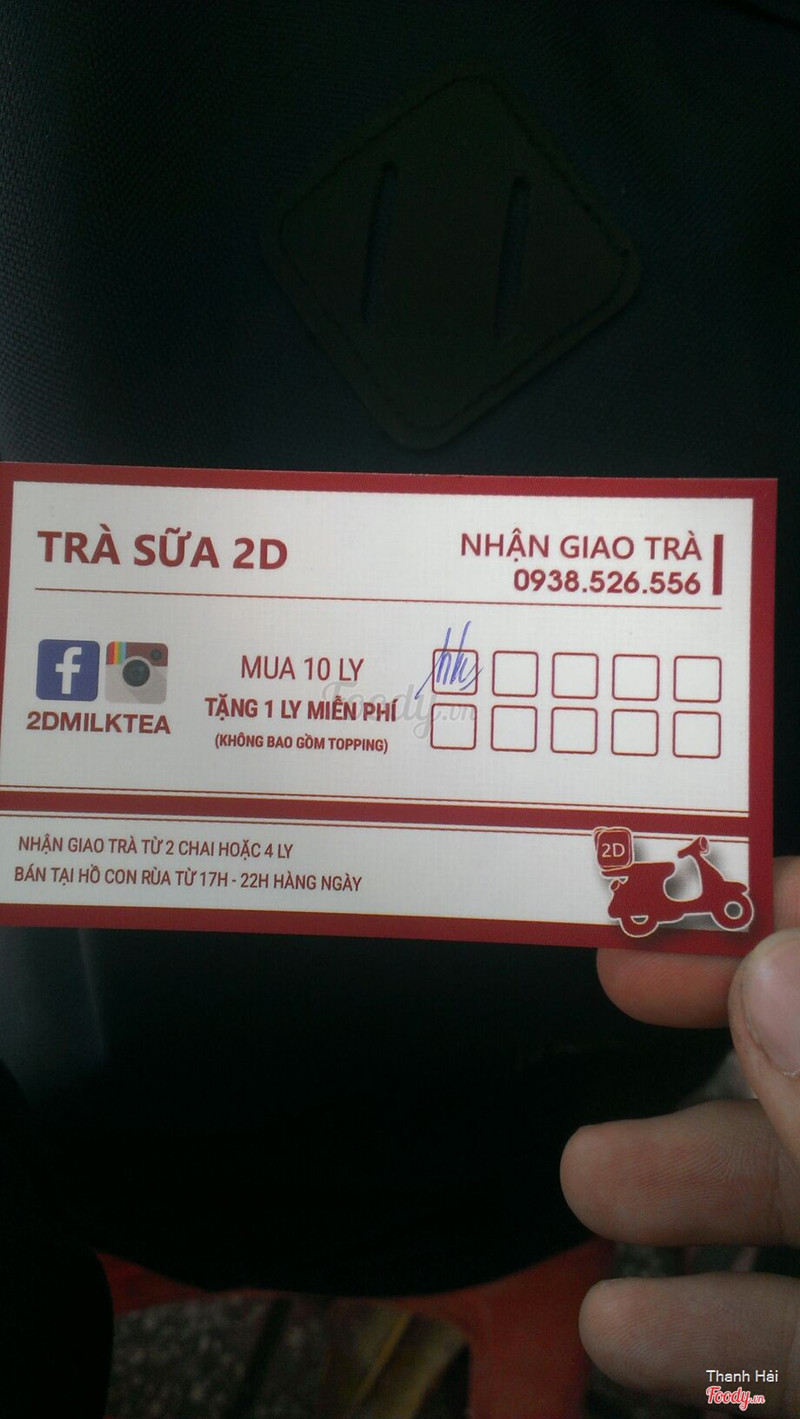 TRÀ SỮA 2D
NHẬN GIAO TRÀ
0938.526.556
2DMILKTEA
MUA 10 LY
TẶNG 1 LY MIỄN PHÍ
(KHÔNG BAO GỒM TOPPING)
Foody.vn
NHẬN GIAO TRÀ TỪ 2 CHAI HOẶC 4 LY
BÁN TẠI HỒ CON RÙA TỪ 17H - 22H HÀNG NGÀY
2D
Thanh Hải
Foody.vn